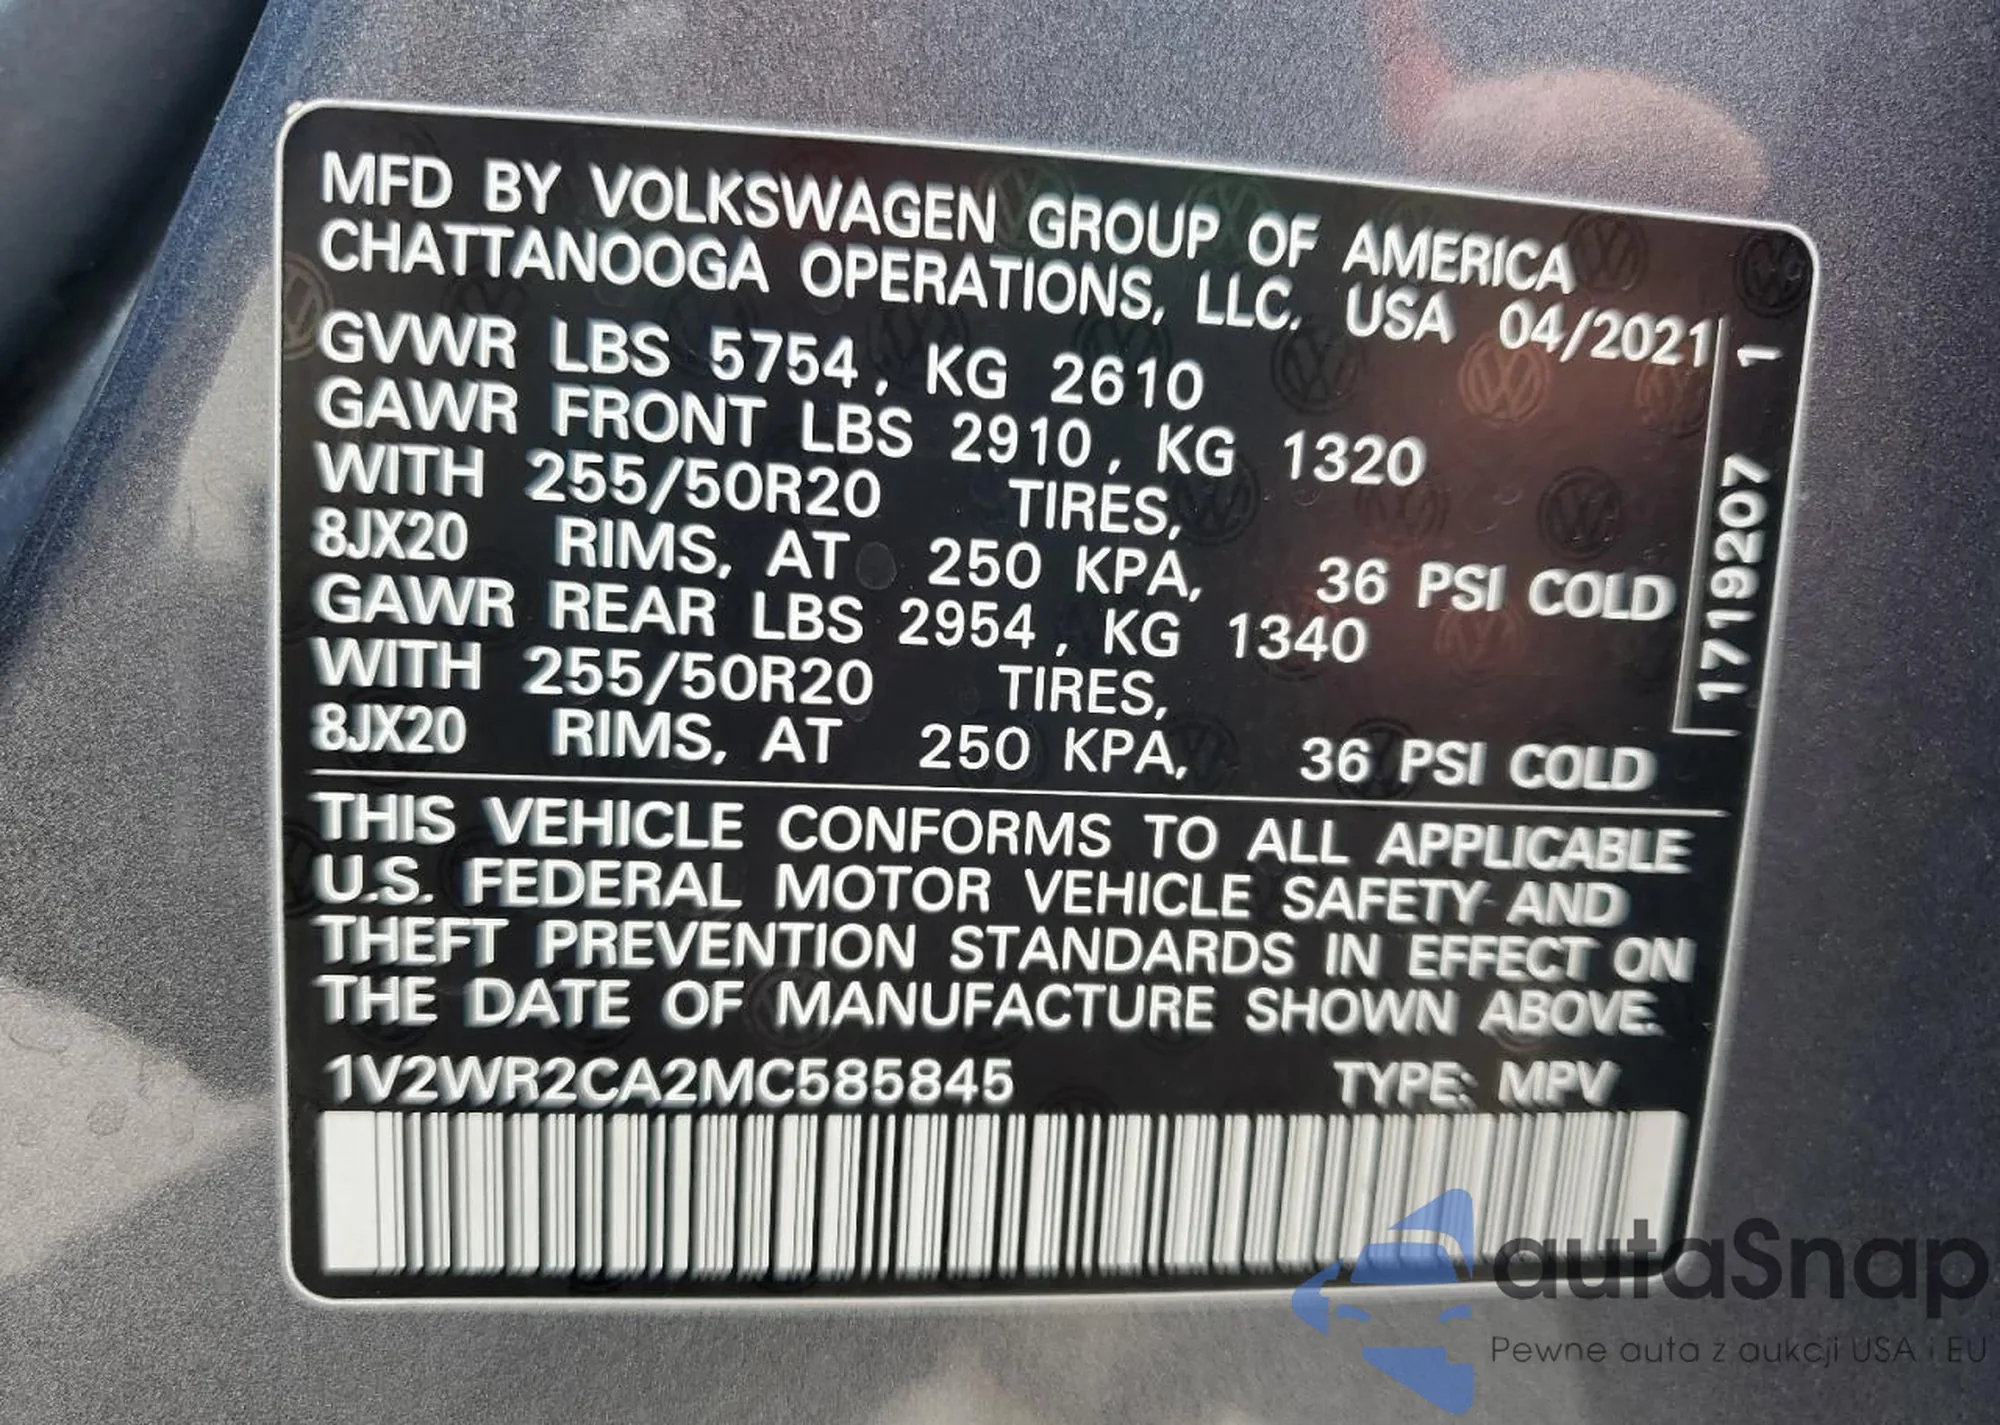 MFD BY VOLKSWAGEN GROUP OF AMERICA
CHATTANOOGA OPERATIONS, LLC. USA 04/2021
GVWR LBS 5754, KG 2610
GAWR FRONT LBS 2910, KG 1320
WITH 255/50R20 TIRES,
8JX20 RIMS, AT 250 KPA, 36 PSI COLD
GAWR REAR LBS 2954, KG 1340
WITH 255/50R20 TIRES,
8JX20 RIMS, AT 250 KPA, 36 PSI COLD
1719207 1
THIS VEHICLE CONFORMS TO ALL APPLICABLE
U.S. FEDERAL MOTOR VEHICLE SAFETY AND
THEFT PREVENTION STANDARDS IN EFFECT ON
THE DATE OF MANUFACTURE SHOWN ABOVE.
1V2WR2CA2MC585845 TYPE: MPV
autaSnap
Pewne auta z aukcji USA i EU